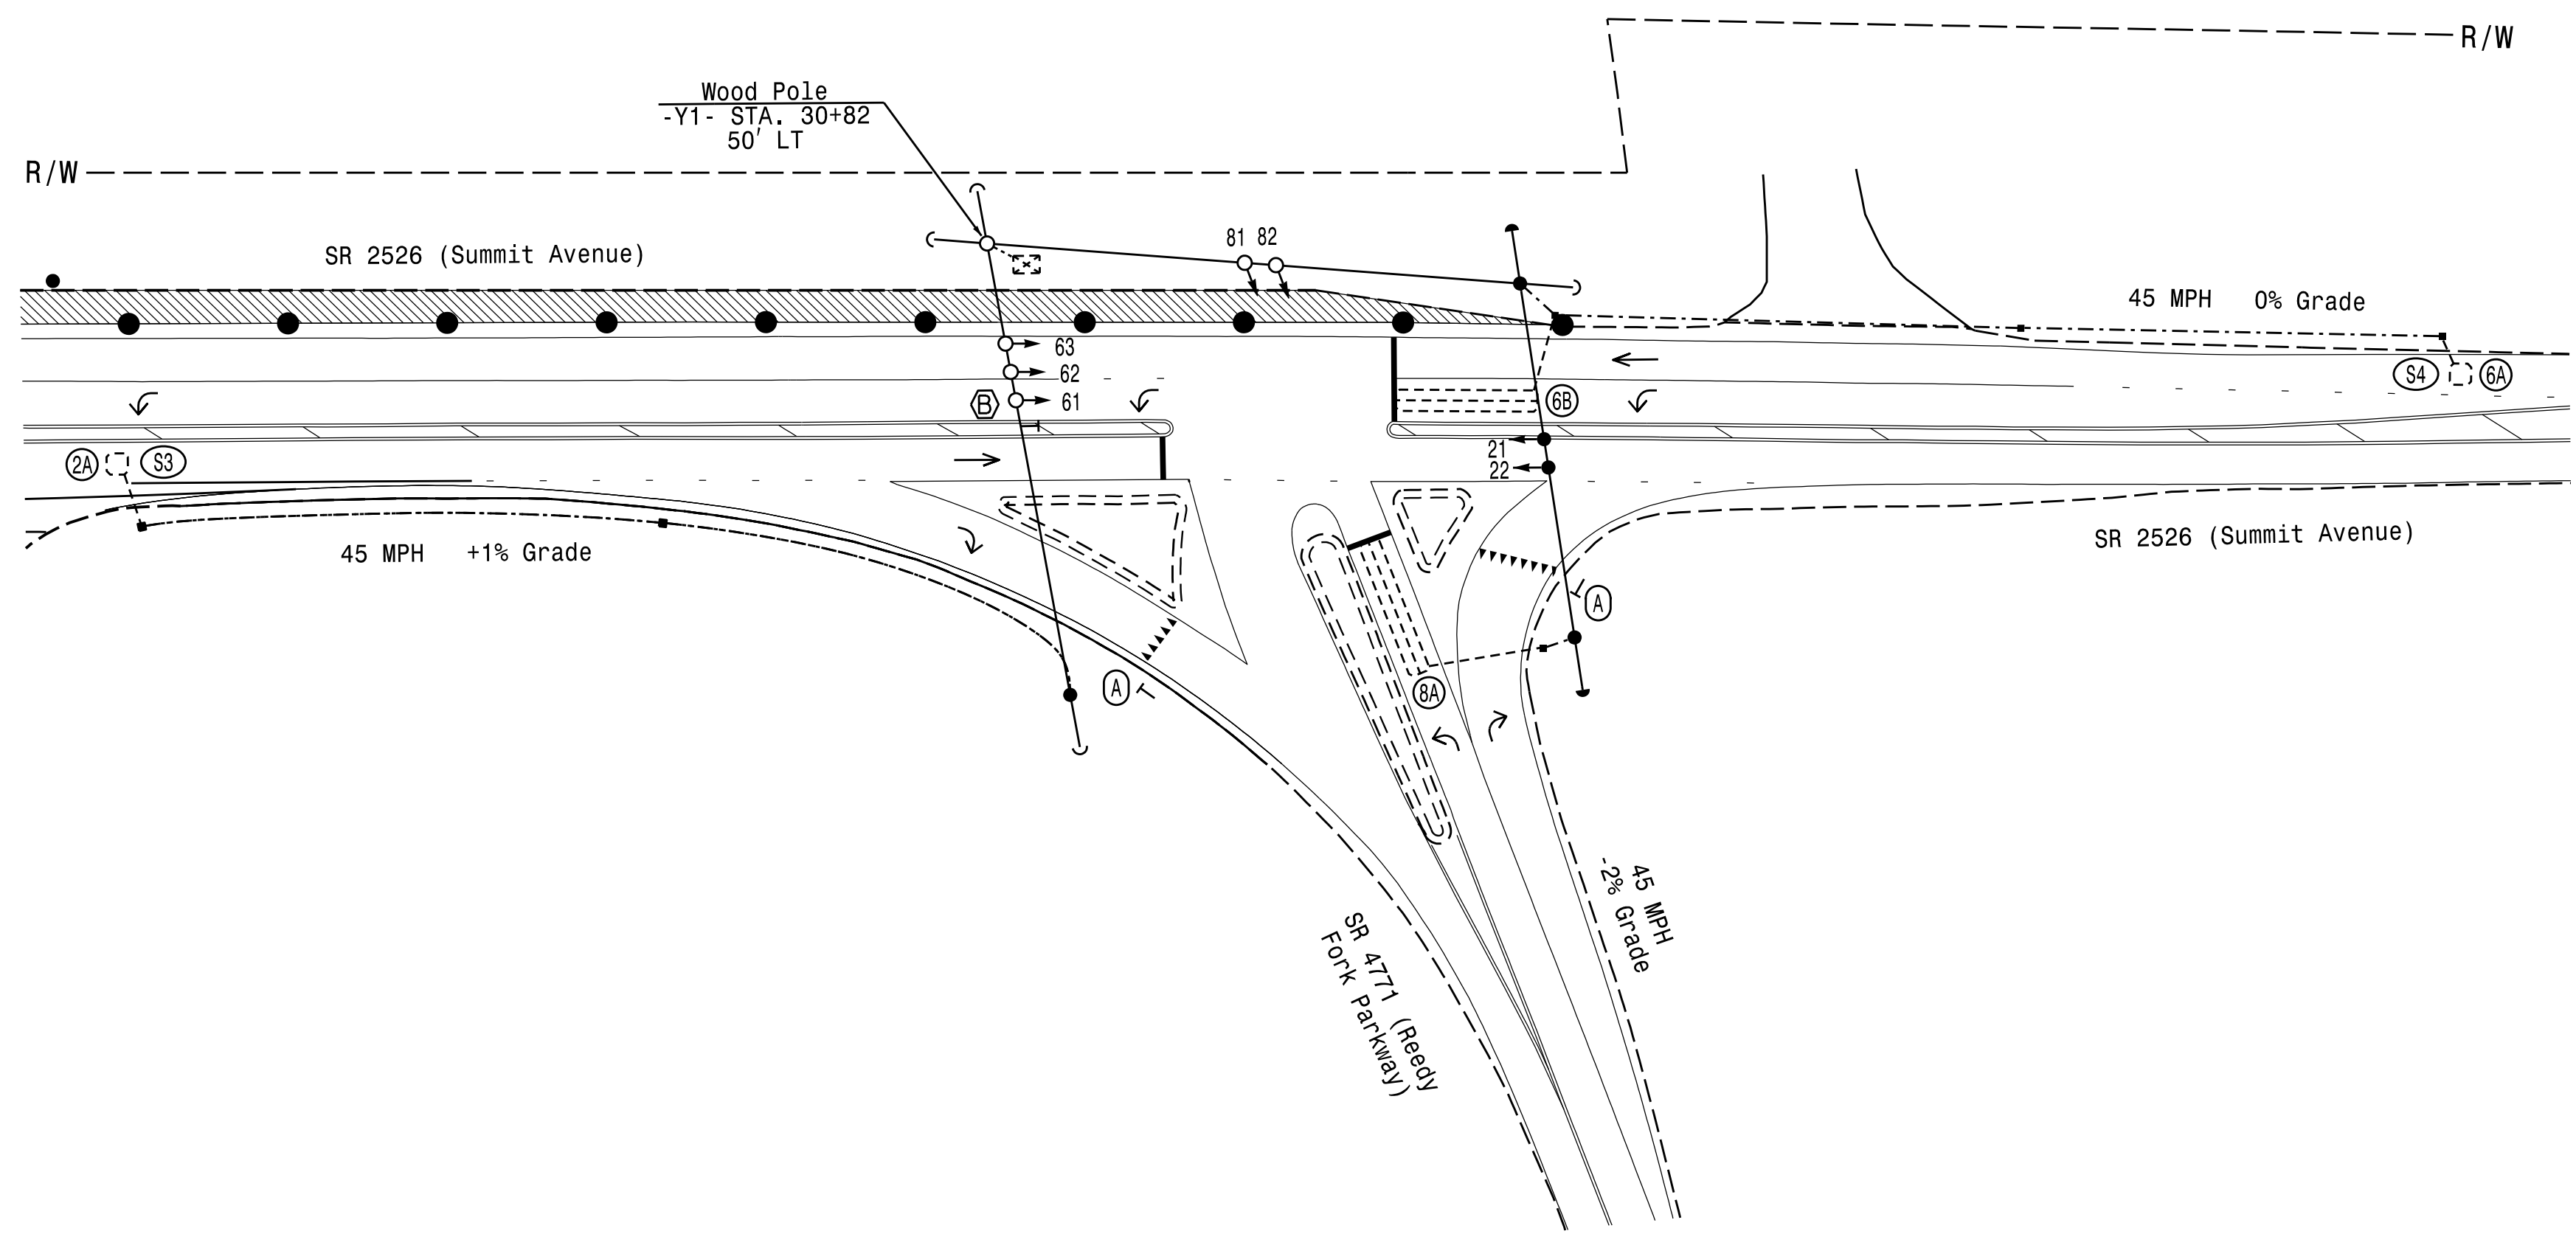 R/W
Wood Pole
-Y1- STA. 30+82
50' LT
R/W
81 82
SR 2526 (Summit Avenue)
45 MPH 0% Grade
63
62
61
B
6B
S4
6A
21
22
2A
S3
45 MPH +1% Grade
SR 2526 (Summit Avenue)
A
A
8A
45 MPH
-2% Grade
SR 4771 (Reedy
Fork Parkway)